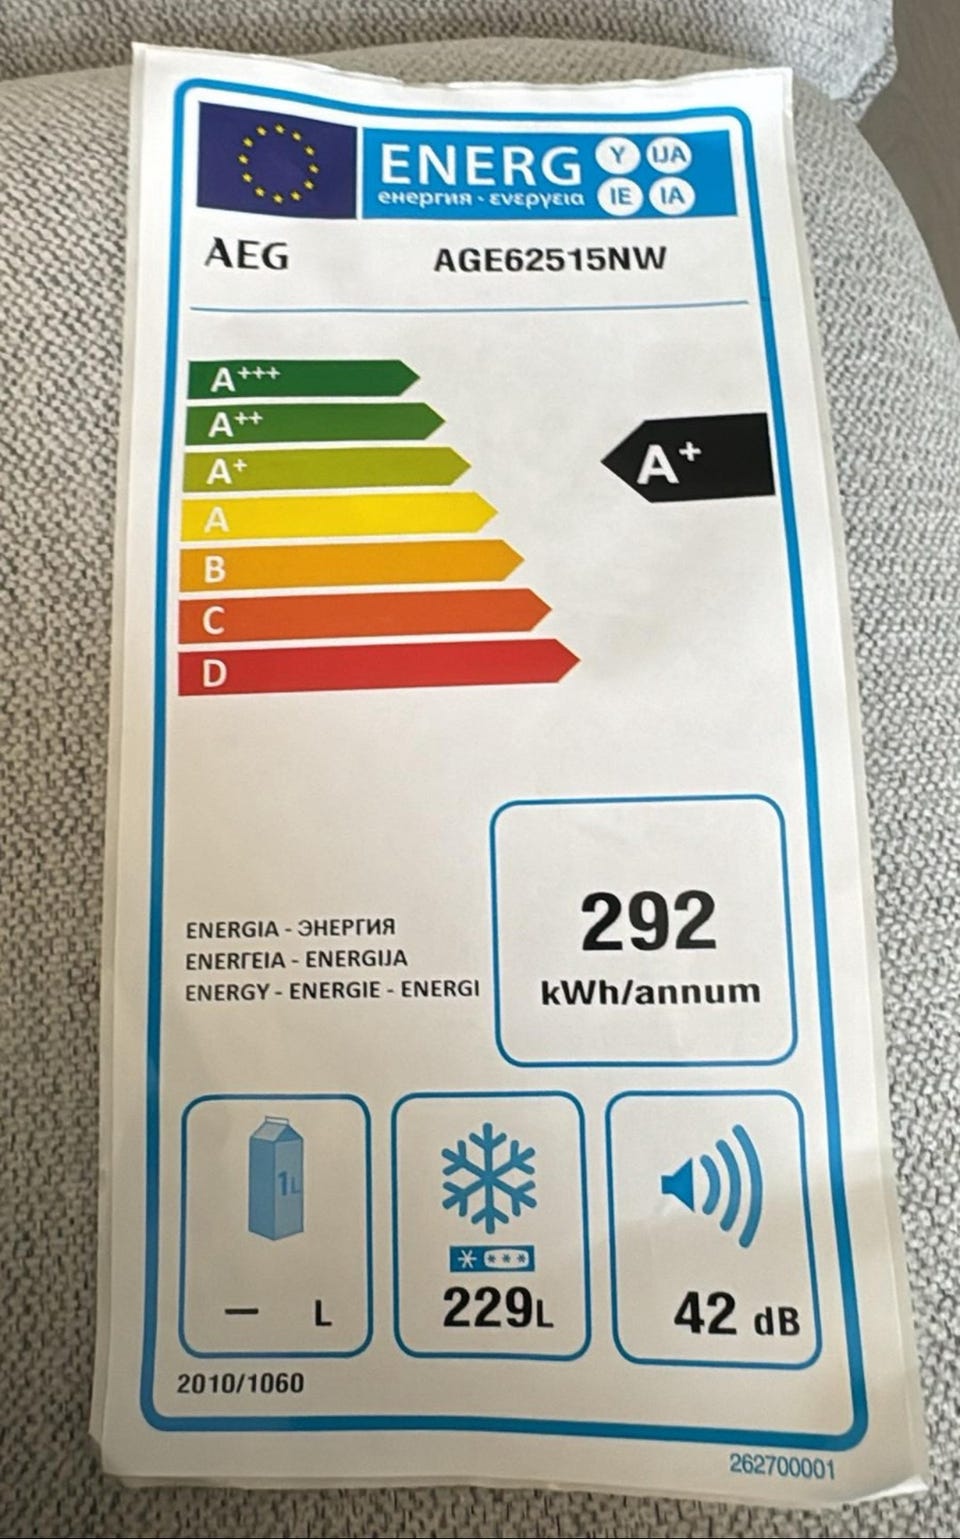 ENERG Y IJA
енергия · ενεργεια IE IA
AEG AGE62515NW
A+++
A++
A+
A+
A
B
C
D
292
kWh/annum
ENERGIA - ЭНЕРГИЯ
ΕΝΕΡΓΕΙΑ - ENERGIJA
ENERGY - ENERGIE - ENERGI
1L
– L
229L
42 dB
2010/1060
262700001